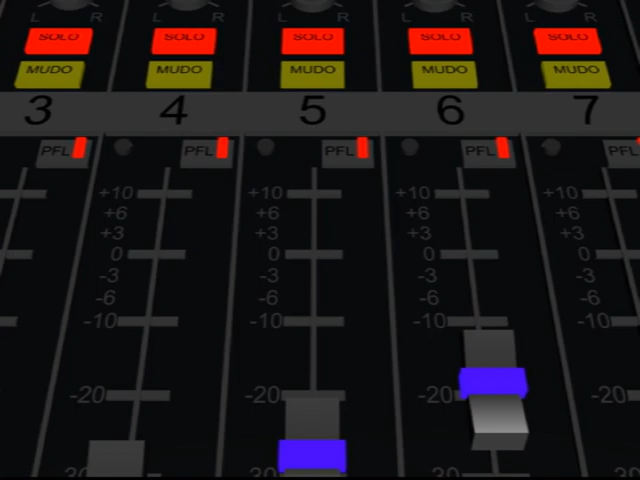 L R L R L R L R L R
SOLO SOLO SOLO SOLO SOLO
MUDO MUDO MUDO MUDO MUDO
3 4 5 6 7
PFL PFL PFL PFL PFL
+10 +10 +10 +10
+6 +6 +6 +6
+3 +3 +3 +3
0 0 0 0
-3 -3 -3 -3
-6 -6 -6 -6
-10 -10 -10 -10
-20 -20 -20 -20